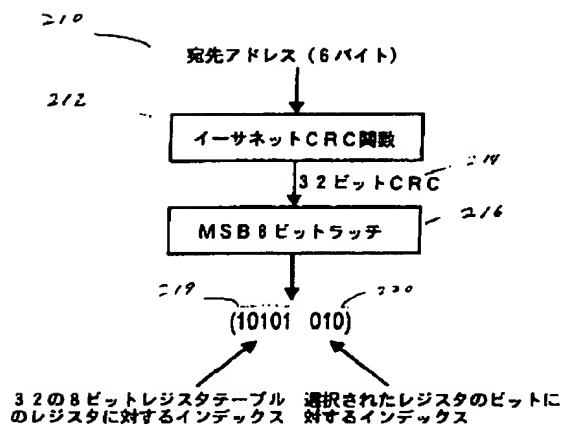 210
宛先アドレス (6バイト)
212
イーサネットCRC関数
214
32ビットCRC
216
MSB 8ビットラッチ
219
220
(10101 010)
32の8ビットレジスタテーブル
のレジスタに対するインデックス
選択されたレジスタのビットに
対するインデックス